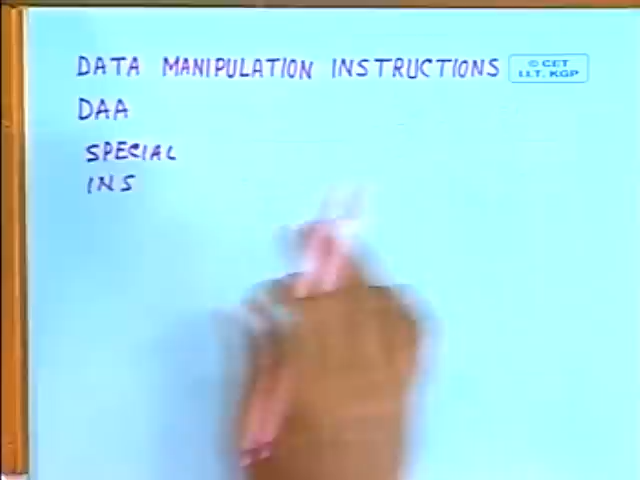 DATA MANIPULATION INSTRUCTIONS
© CET
I.I.T. KGP
DAA
SPECIAL
INS